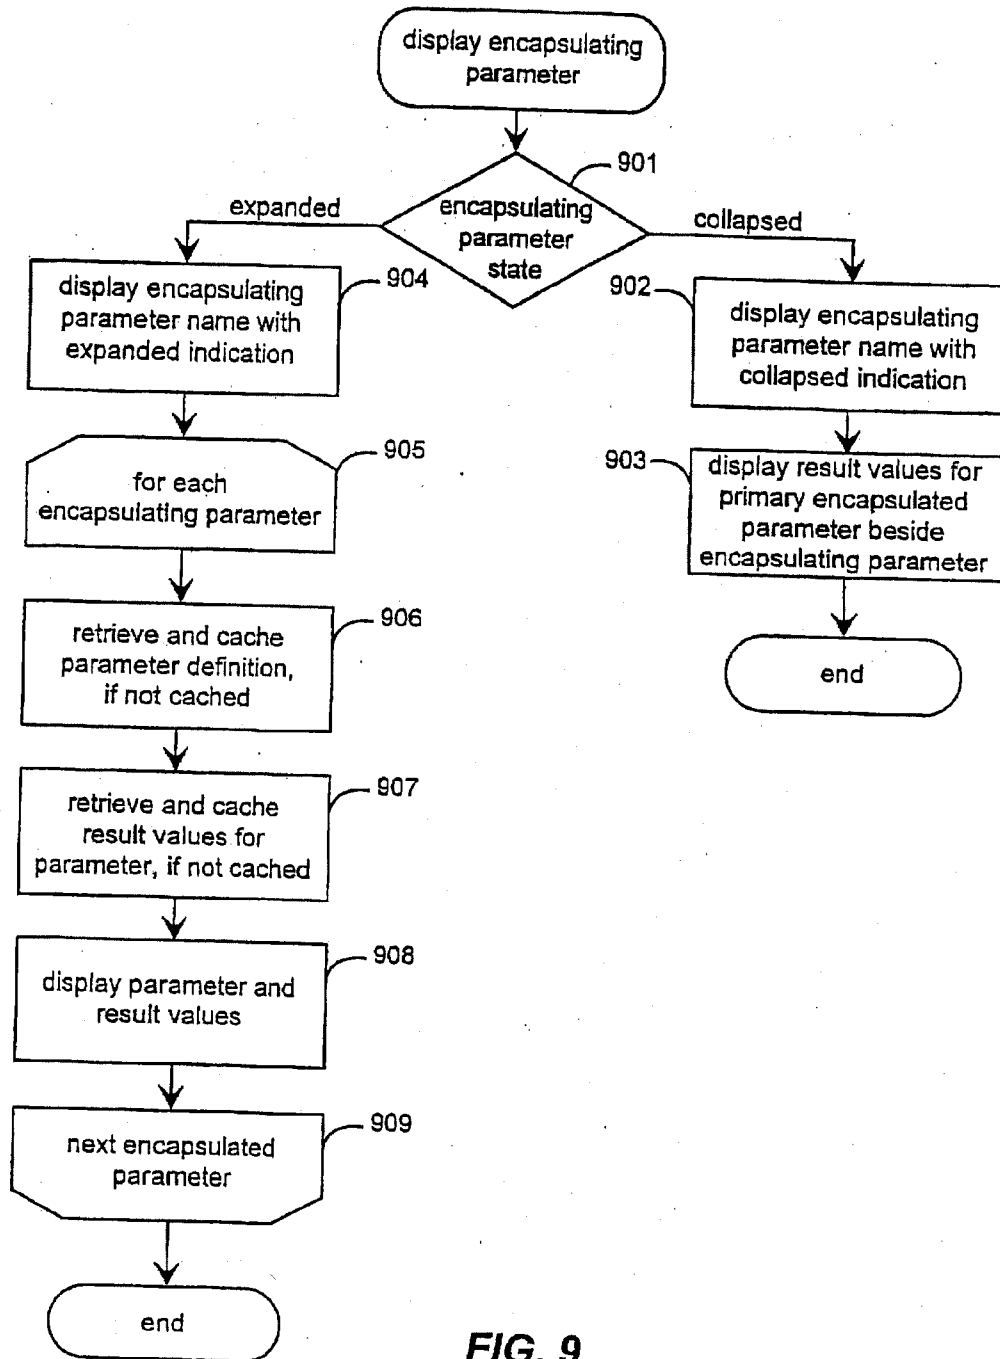 display encapsulating
parameter
901
encapsulating
parameter
state
expanded
collapsed
904
display encapsulating
parameter name with
expanded indication
902
display encapsulating
parameter name with
collapsed indication
905
for each
encapsulating parameter
903
display result values for
primary encapsulated
parameter beside
encapsulating parameter
906
retrieve and cache
parameter definition,
if not cached
end
907
retrieve and cache
result values for
parameter, if not cached
908
display parameter and
result values
909
next encapsulated
parameter
end
FIG. 9